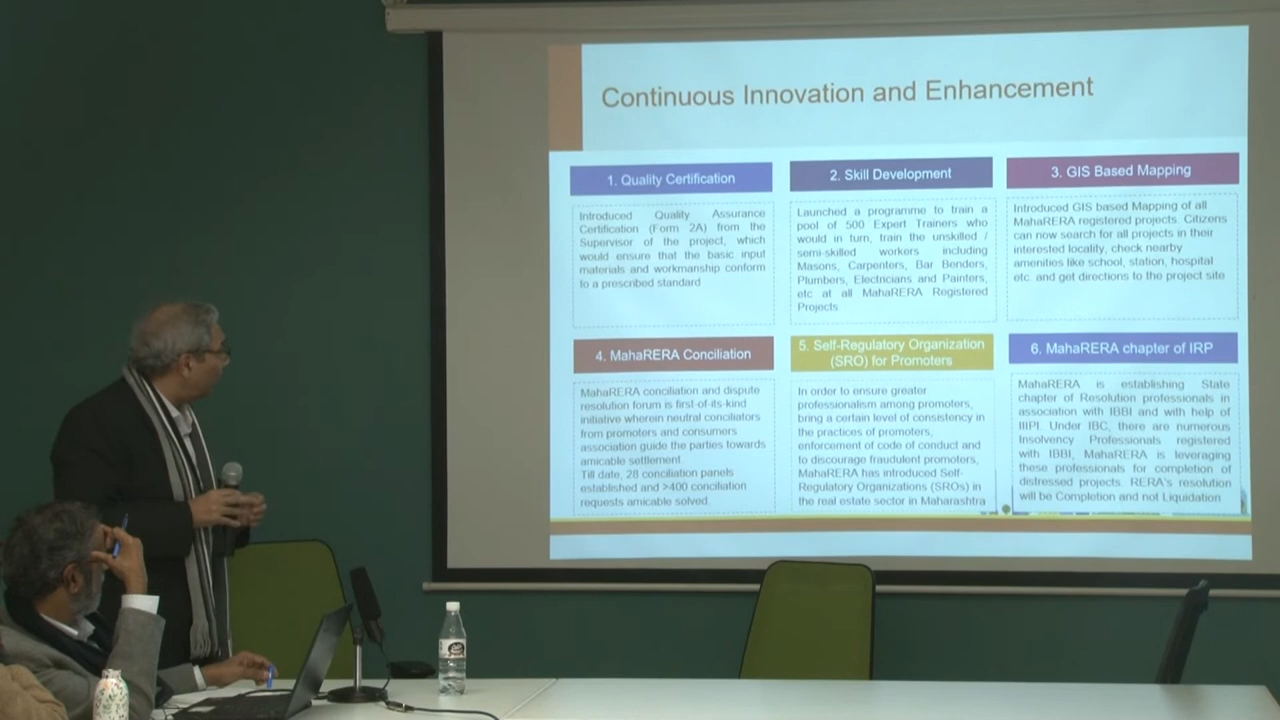 Continuous Innovation and Enhancement
1. Quality Certification
Introduced Quality Assurance
Certification (Form 2A) from the
Supervisor of the project, which
would ensure that the basic input
materials and workmanship conform
to a prescribed standard
2. Skill Development
Launched a programme to train a
pool of 500 Expert Trainers who
would in turn, train the unskilled /
semi-skilled workers including
Masons, Carpenters, Bar Benders,
Plumbers, Electricians and Painters,
etc at all MahaRERA Registered
Projects
3. GIS Based Mapping
Introduced GIS based Mapping of all
MahaRERA registered projects. Citizens
can now search for all projects in their
interested locality, check nearby
amenities like school, station, hospital
etc. and get directions to the project site
4. MahaRERA Conciliation
MahaRERA conciliation and dispute
resolution forum is first-of-its-kind
initiative wherein neutral conciliators
from promoters and consumers
association guide the parties towards
amicable settlement.
Till date, 28 conciliation panels
established and >400 conciliation
requests amicable solved.
5. Self-Regulatory Organization
(SRO) for Promoters
In order to ensure greater
professionalism among promoters,
bring a certain level of consistency in
the practices of promoters,
enforcement of code of conduct and
to discourage fraudulent promoters,
MahaRERA has introduced Self-
Regulatory Organizations (SROs) in
the real estate sector in Maharashtra
6. MahaRERA chapter of IRP
MahaRERA is establishing State
chapter of Resolution professionals in
association with IBBI and with help of
IIIPI. Under IBC, there are numerous
Insolvency Professionals registered
with IBBI, MahaRERA is leveraging
these professionals for completion of
distressed projects. RERA's resolution
will be Completion and not Liquidation